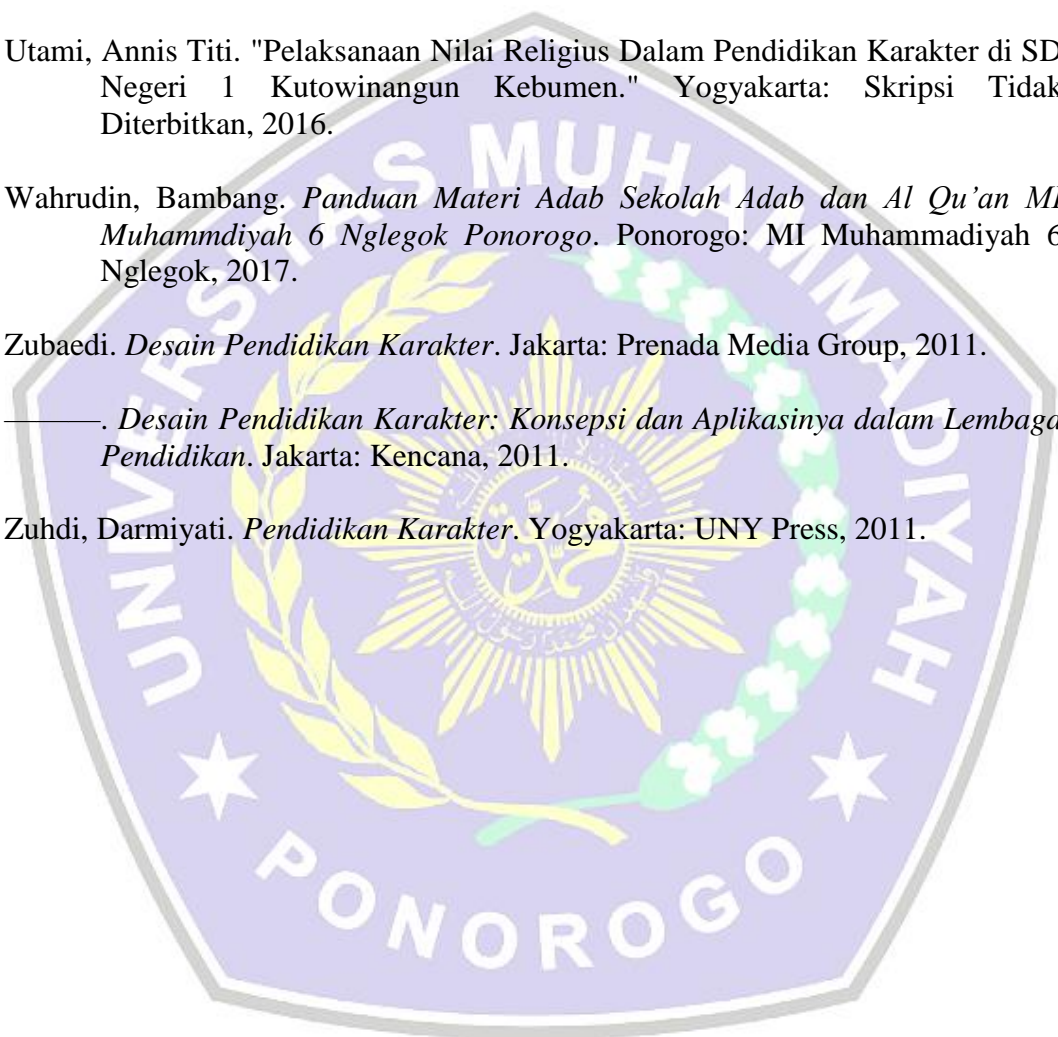 Utami, Annis Titi. "Pelaksanaan Nilai Religius Dalam Pendidikan Karakter di SD
Negeri 1 Kutowinangun Kebumen." Yogyakarta: Skripsi Tidak
Diterbitkan, 2016.
Wahrudin, Bambang. Panduan Materi Adab Sekolah Adab dan Al Qu’an MI
Muhammdiyah 6 Nglegok Ponorogo. Ponorogo: MI Muhammadiyah 6
Nglegok, 2017.
Zubaedi. Desain Pendidikan Karakter. Jakarta: Prenada Media Group, 2011.
———. Desain Pendidikan Karakter: Konsepsi dan Aplikasinya dalam Lembaga
Pendidikan. Jakarta: Kencana, 2011.
Zuhdi, Darmiyati. Pendidikan Karakter. Yogyakarta: UNY Press, 2011.
UNIVERSITAS MUHAMMADIYAH
PONOROGO